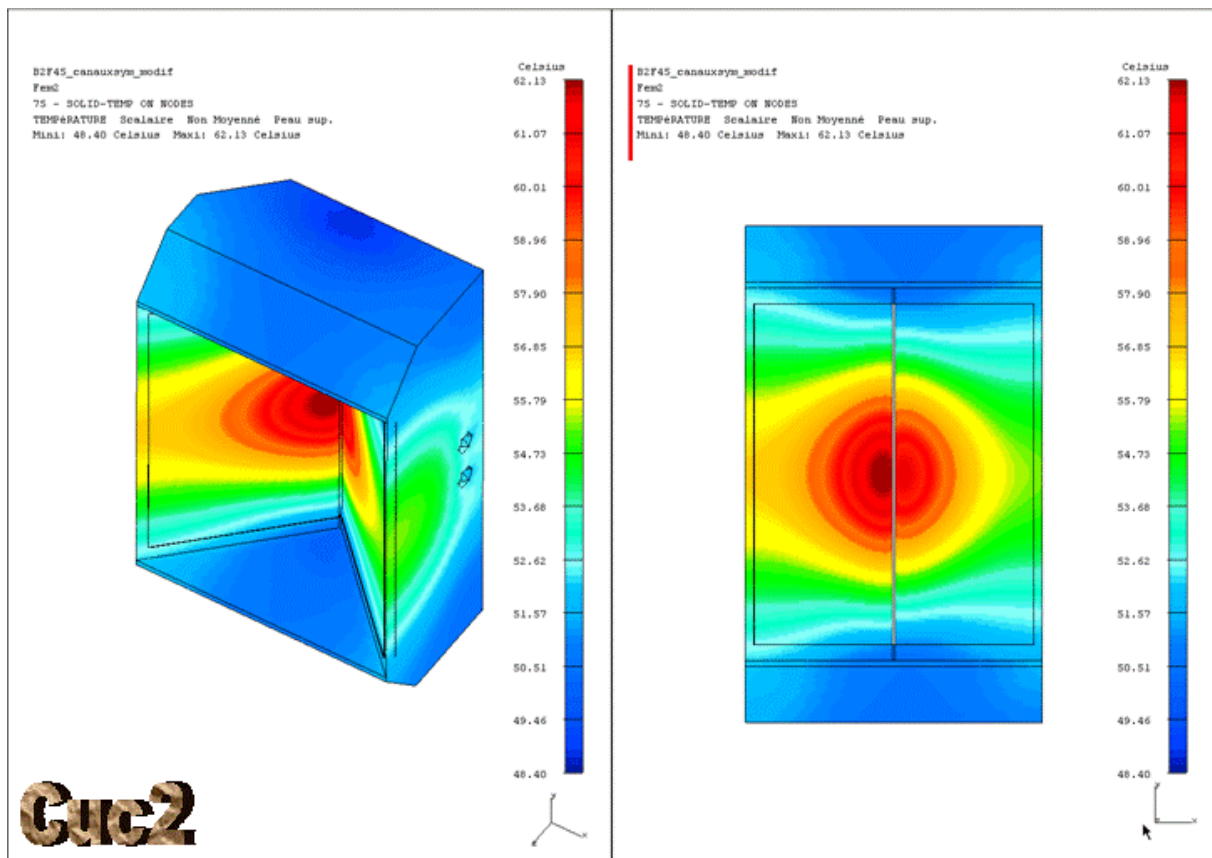 B2F45_canauxsym_modif
Fem2
75 - SOLID-TEMP ON NODES
TEMPèRATURE Scalaire Non Moyenné Peau sup.
Mini: 48.40 Celsius Maxi: 62.13 Celsius
Celsius
62.13
61.07
60.01
58.96
57.90
56.85
55.79
54.73
53.68
52.62
51.57
50.51
49.46
48.40
Cuc2
Y
X
Z
B2F45_canauxsym_modif
Fem2
75 - SOLID-TEMP ON NODES
TEMPèRATURE Scalaire Non Moyenné Peau sup.
Mini: 48.40 Celsius Maxi: 62.13 Celsius
Celsius
62.13
61.07
60.01
58.96
57.90
56.85
55.79
54.73
53.68
52.62
51.57
50.51
49.46
48.40
Y
X